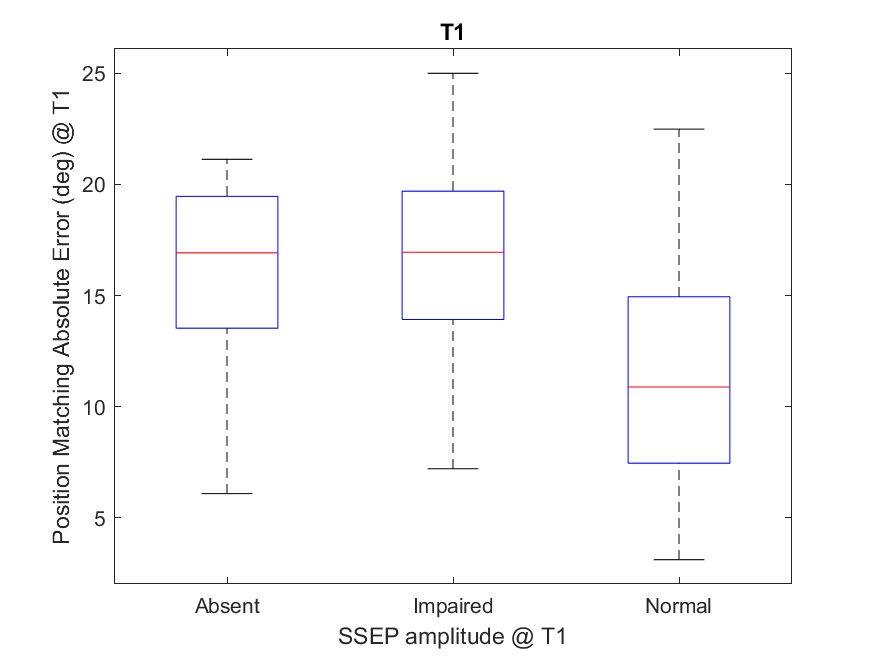 T1
Position Matching Absolute Error (deg) @ T1
25
20
15
10
5
Absent Impaired Normal
SSEP amplitude @ T1